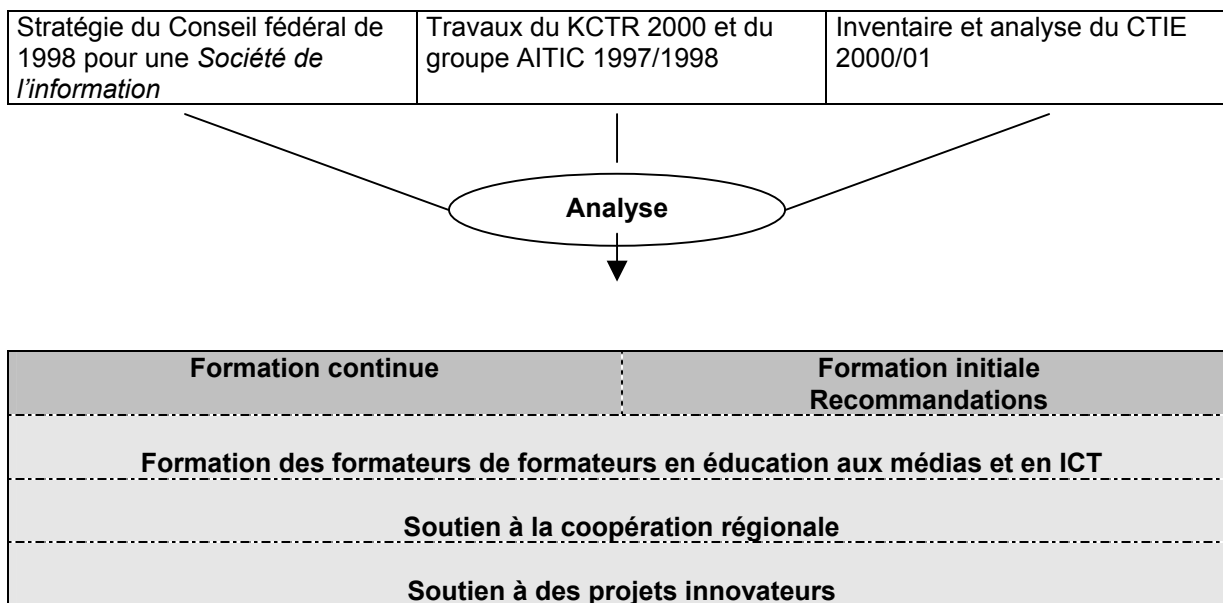 Stratégie du Conseil fédéral de
1998 pour une Société de
l'information
Travaux du KCTR 2000 et du
groupe AITIC 1997/1998
Inventaire et analyse du CTIE
2000/01
Analyse
Formation continue
Formation initiale
Recommandations
Formation des formateurs de formateurs en éducation aux médias et en ICT
Soutien à la coopération régionale
Soutien à des projets innovateurs